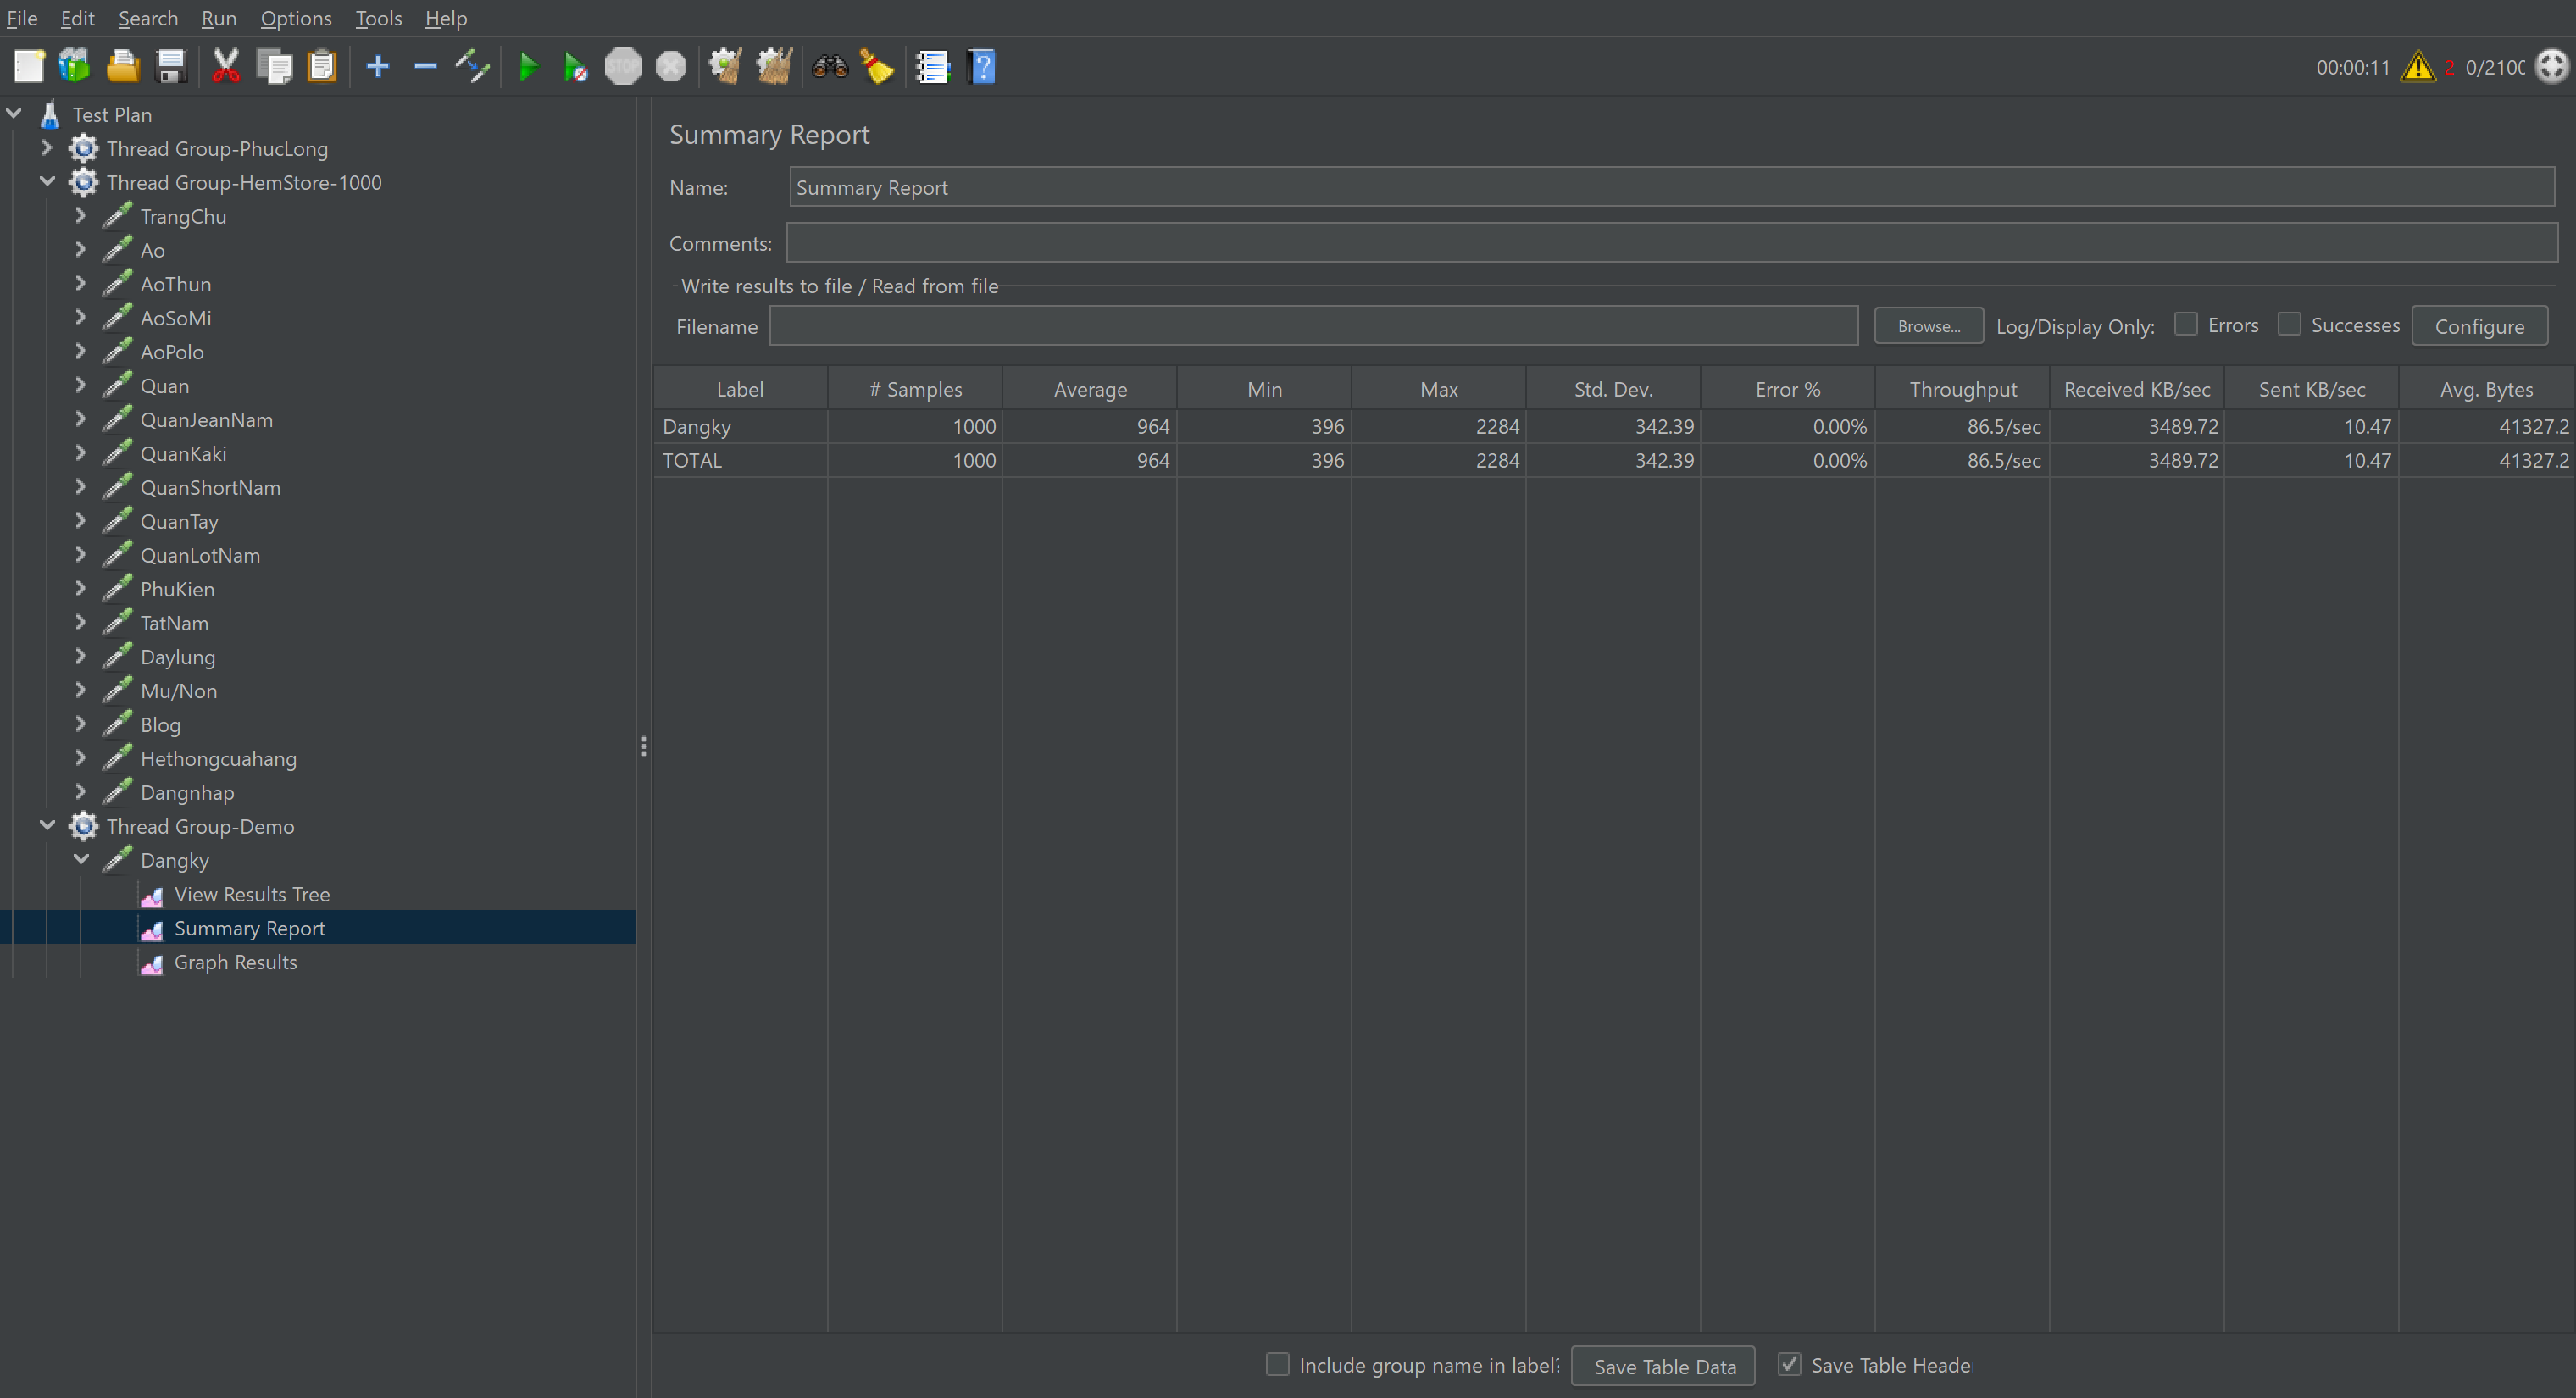 File Edit Search Run Options Tools Help
STOP
00:00:11 2 0/2100
Test Plan
Thread Group-PhucLong
Thread Group-HemStore-1000
TrangChu
Ao
AoThun
AoSoMi
AoPolo
Quan
QuanJeanNam
QuanKaki
QuanShortNam
QuanTay
QuanLotNam
PhuKien
TatNam
Daylung
Mu/Non
Blog
Hethongcuahang
Dangnhap
Thread Group-Demo
Dangky
View Results Tree
Summary Report
Graph Results
Summary Report
Name: Summary Report
Comments:
Write results to file / Read from file
Filename Browse... Log/Display Only: Errors Successes Configure
Label # Samples Average Min Max Std. Dev. Error % Throughput Received KB/sec Sent KB/sec Avg. Bytes
Dangky 1000 964 396 2284 342.39 0.00% 86.5/sec 3489.72 10.47 41327.2
TOTAL 1000 964 396 2284 342.39 0.00% 86.5/sec 3489.72 10.47 41327.2
Include group name in label? Save Table Data Save Table Heade